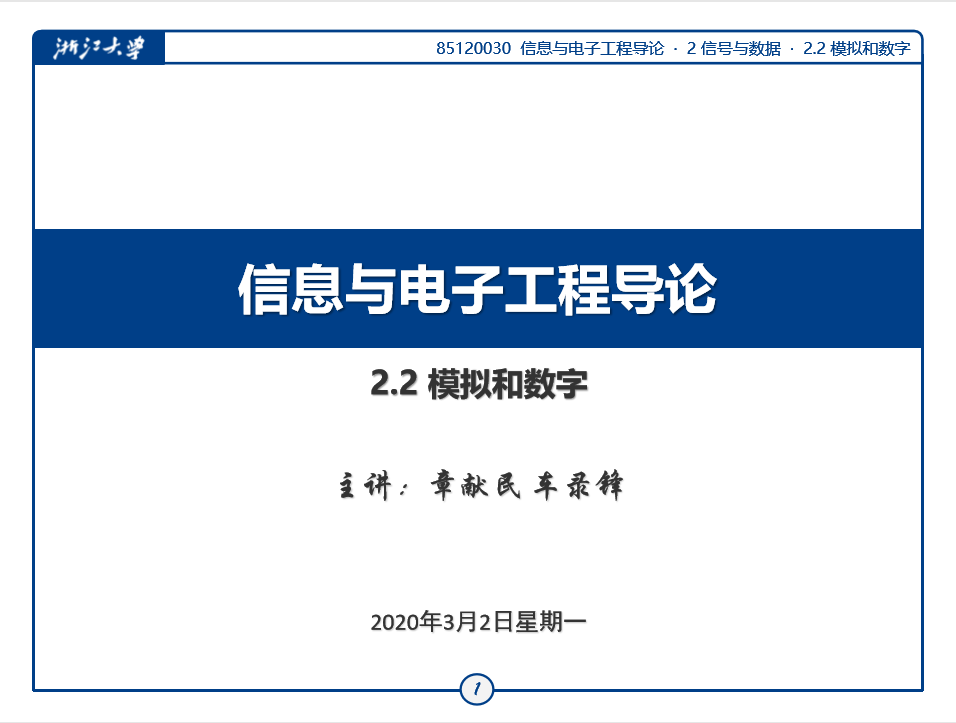 浙江大学
85120030 信息与电子工程导论 · 2 信号与数据 · 2.2 模拟和数字
信息与电子工程导论
2.2 模拟和数字
主讲：章献民 车录锋
2020年3月2日星期一
1